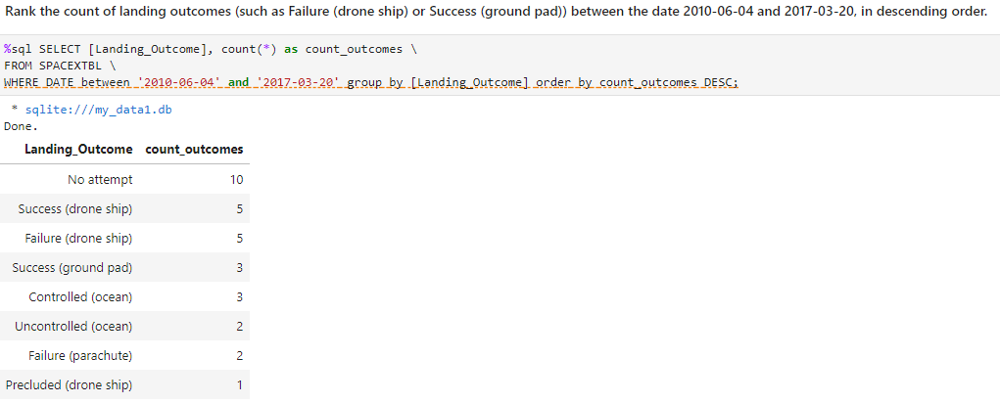 Rank the count of landing outcomes (such as Failure (drone ship) or Success (ground pad)) between the date 2010-06-04 and 2017-03-20, in descending order.
%sql SELECT [Landing_Outcome], count(*) as count_outcomes \
FROM SPACEXTBL \
WHERE DATE between '2010-06-04' and '2017-03-20' group by [Landing_Outcome] order by count_outcomes DESC;
* sqlite:///my_data1.db
Done.
Landing_Outcome count_outcomes
No attempt 10
Success (drone ship) 5
Failure (drone ship) 5
Success (ground pad) 3
Controlled (ocean) 3
Uncontrolled (ocean) 2
Failure (parachute) 2
Precluded (drone ship) 1